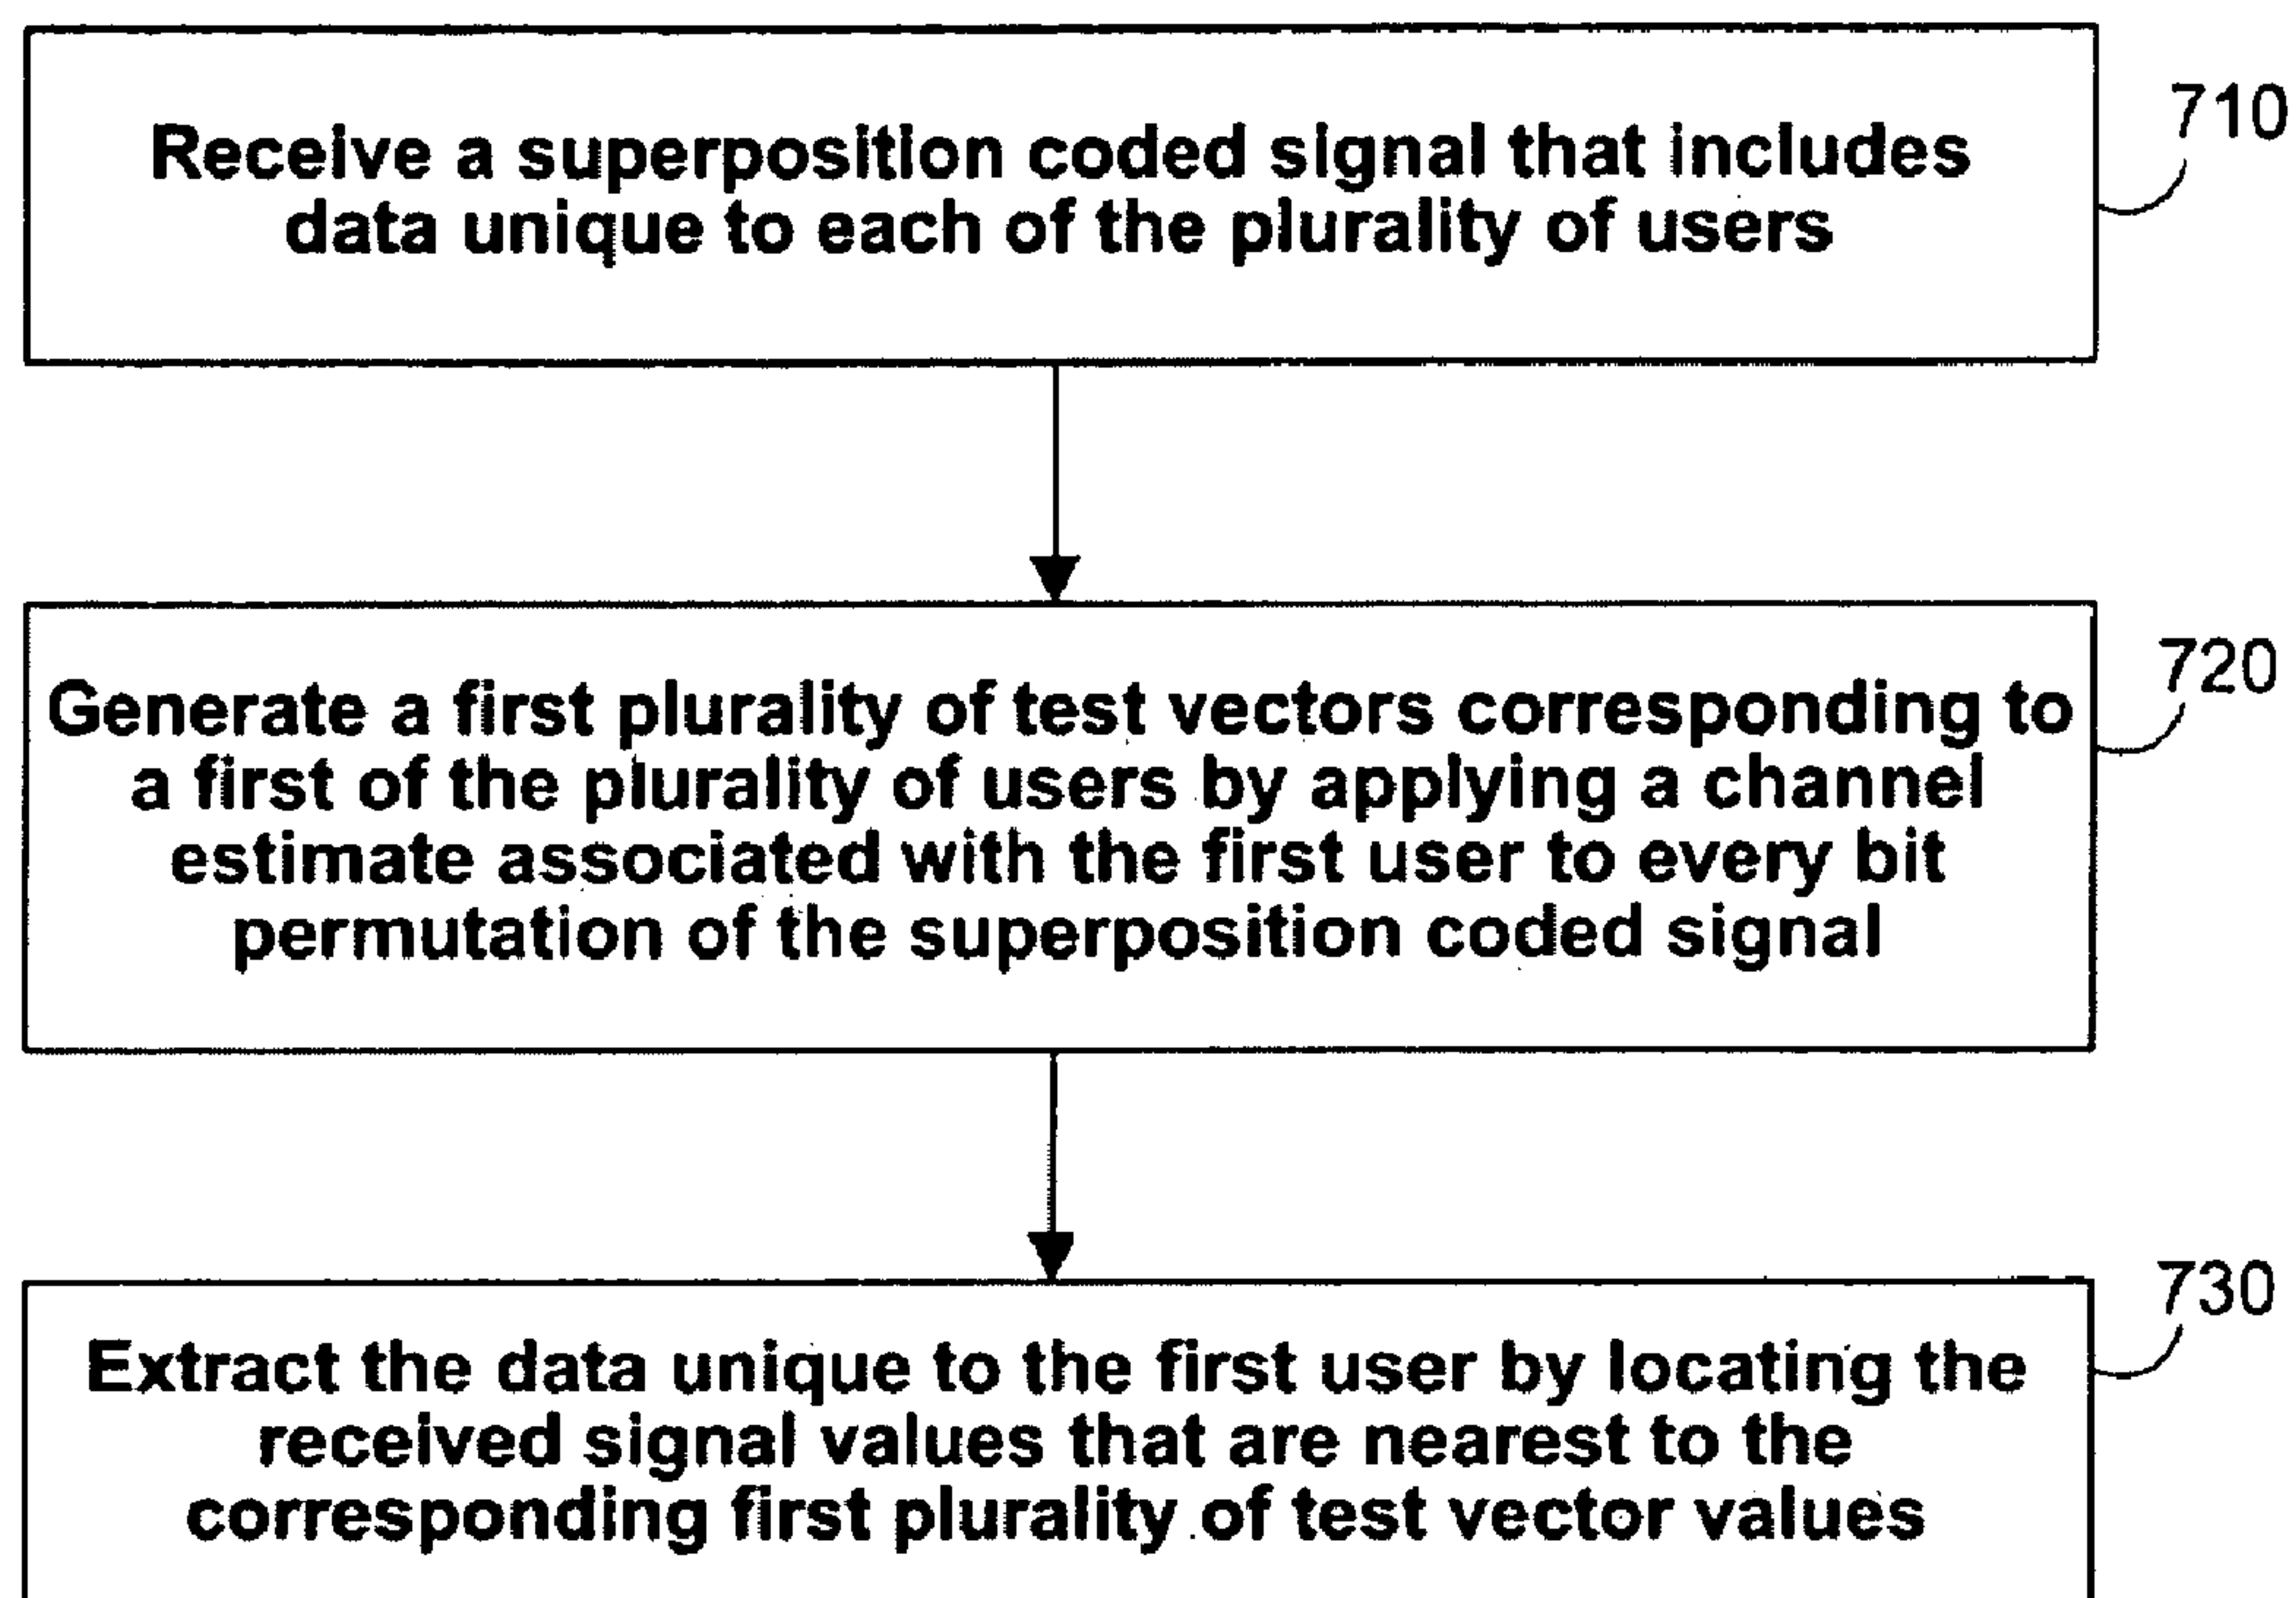 Receive a superposition coded signal that includes
data unique to each of the plurality of users
710
Generate a first plurality of test vectors corresponding to
a first of the plurality of users by applying a channel
estimate associated with the first user to every bit
permutation of the superposition coded signal
720
Extract the data unique to the first user by locating the
received signal values that are nearest to the
corresponding first plurality of test vector values
730